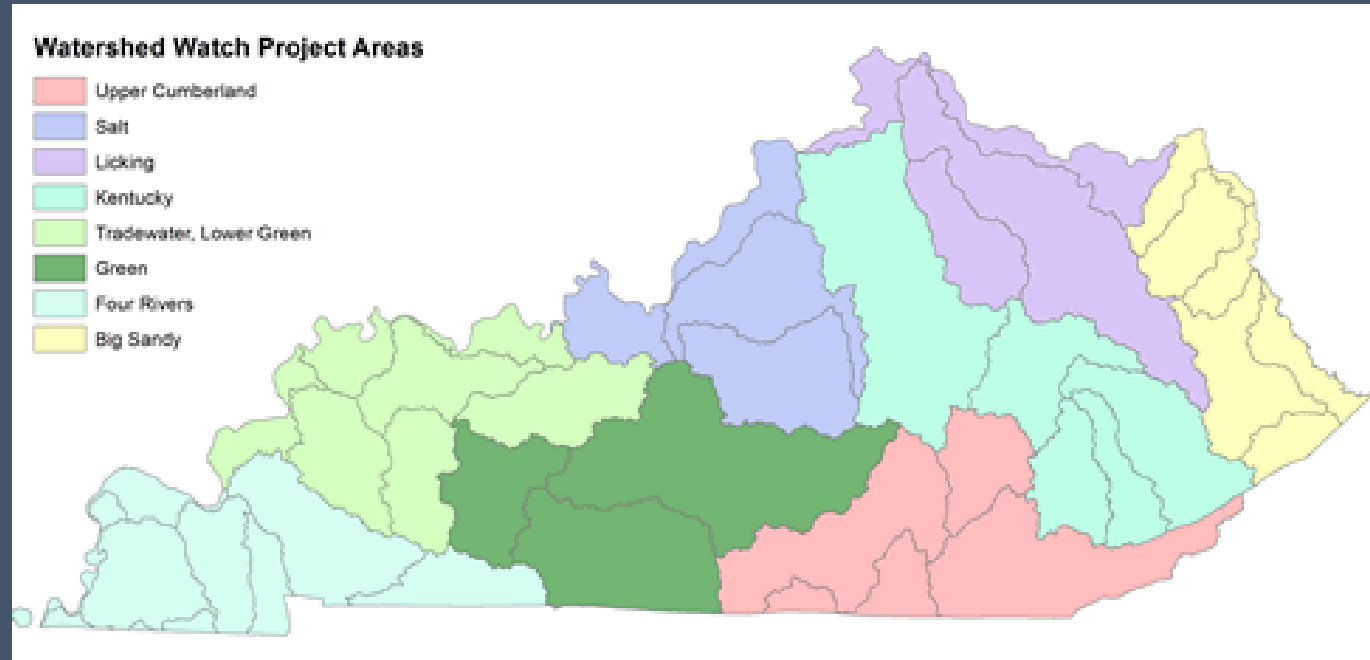 Watershed Watch Project Areas
Upper Cumberland
Salt
Licking
Kentucky
Tradewater, Lower Green
Green
Four Rivers
Big Sandy